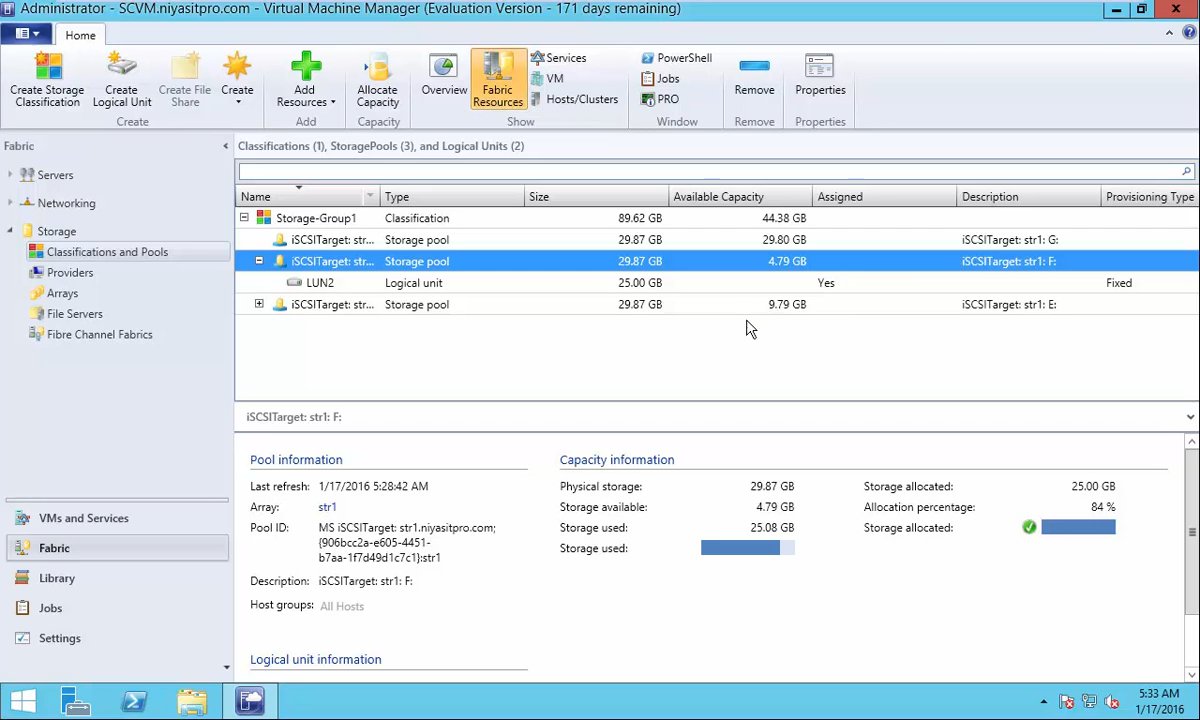 Administrator - SCVM.niyasitpro.com - Virtual Machine Manager (Evaluation Version - 171 days remaining)
Home
Create Storage Classification
Create Logical Unit
Create File Share
Create
Create
Add Resources
Add
Allocate Capacity
Capacity
Overview
Fabric Resources
Services
VM
Hosts/Clusters
Show
PowerShell
Jobs
PRO
Window
Remove
Remove
Properties
Properties
Fabric
Servers
Networking
Storage
Classifications and Pools
Providers
Arrays
File Servers
Fibre Channel Fabrics
VMs and Services
Fabric
Library
Jobs
Settings
Classifications (1), StoragePools (3), and Logical Units (2)
Name Type Size Available Capacity Assigned Description Provisioning Type
Storage-Group1 Classification 89.62 GB 44.38 GB
iSCSITarget: str... Storage pool 29.87 GB 29.80 GB iSCSITarget: str1: G:
iSCSITarget: str... Storage pool 29.87 GB 4.79 GB iSCSITarget: str1: F:
LUN2 Logical unit 25.00 GB Yes Fixed
iSCSITarget: str... Storage pool 29.87 GB 9.79 GB iSCSITarget: str1: E:
iSCSITarget: str1: F:
Pool information
Last refresh: 1/17/2016 5:28:42 AM
Array: str1
Pool ID: MS iSCSITarget: str1.niyasitpro.com;
{906bcc2a-e605-4451-
b7aa-1f7d49d1c7c1}:str1
Description: iSCSITarget: str1: F:
Host groups: All Hosts
Capacity information
Physical storage: 29.87 GB
Storage available: 4.79 GB
Storage used: 25.08 GB
Storage used:
Storage allocated: 25.00 GB
Allocation percentage: 84 %
Storage allocated:
Logical unit information
5:33 AM
1/17/2016